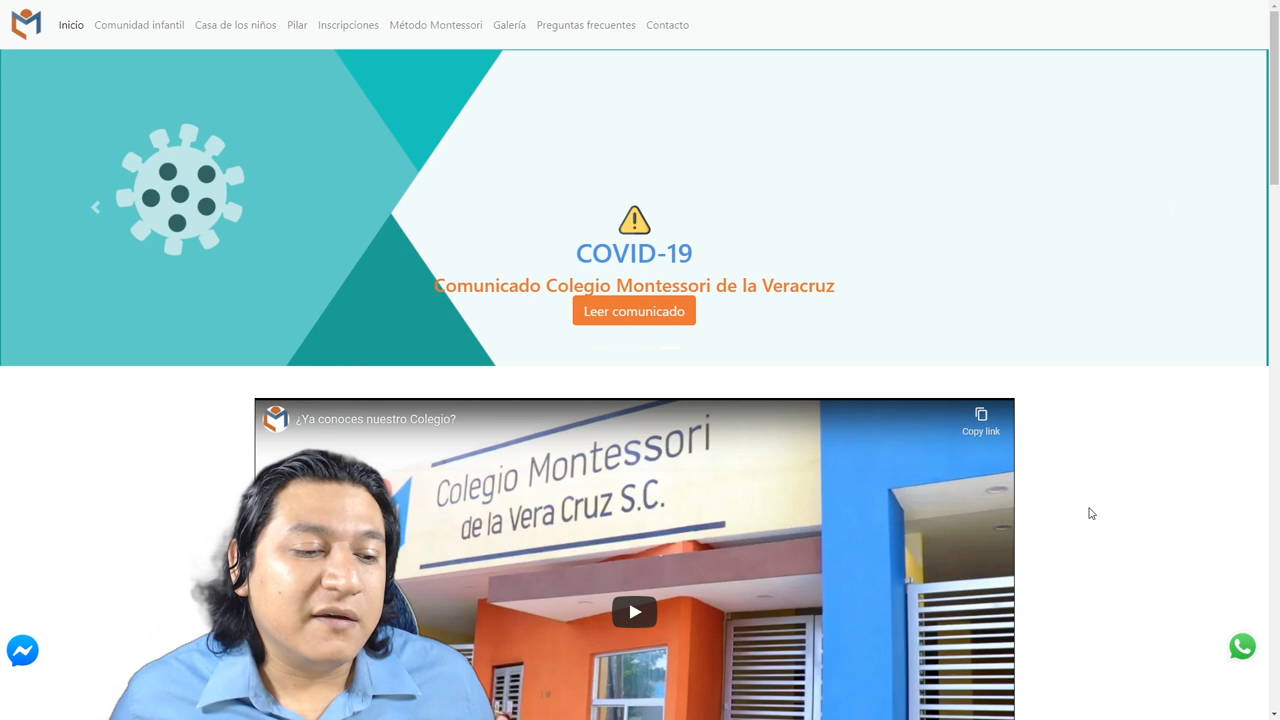 Inicio Comunidad infantil Casa de los niños Pilar Inscripciones Método Montessori Galería Preguntas frecuentes Contacto
COVID-19
Comunicado Colegio Montessori de la Veracruz
Leer comunicado
¿Ya conoces nuestro Colegio?
Copy link
Colegio Montessori
de la Vera Cruz S.C.